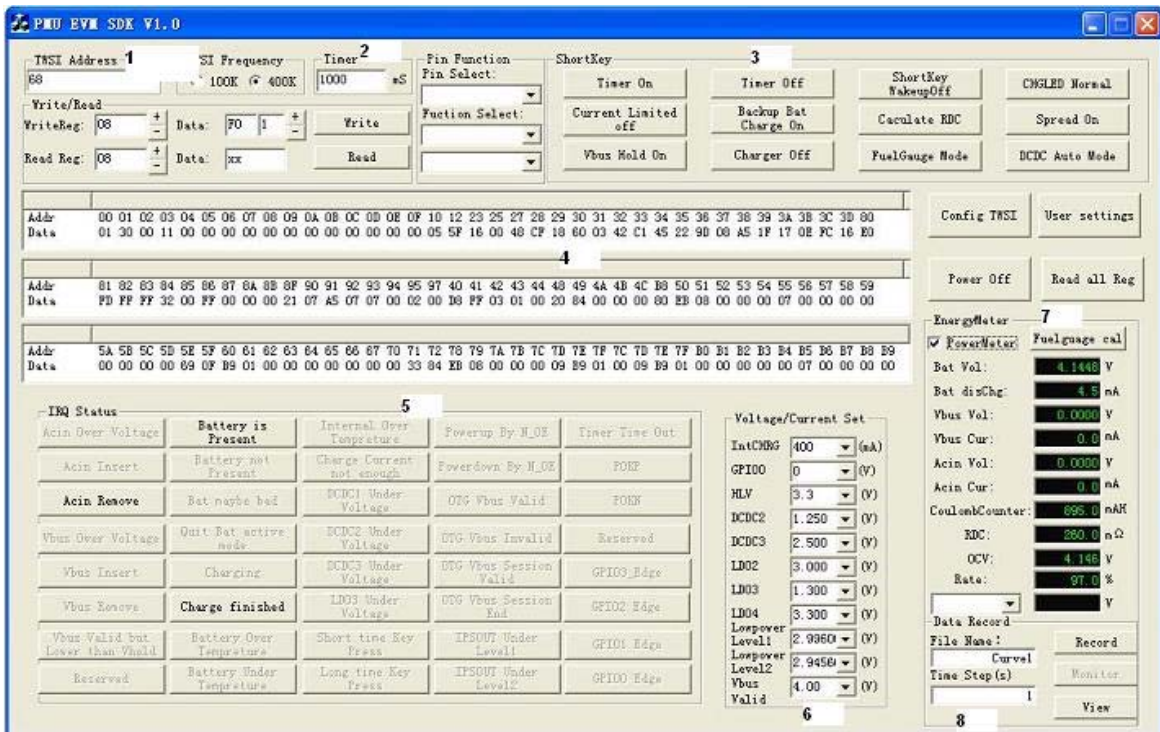 PMU EVM SDK V1.0
TWSI Address 1 SI Frequency Timer 2 Pin Function ShortKey 3
68 100K 400K 1000 mS Pin Select: Timer On Timer Off ShortKey WakeupOff CHGLED Normal
Write/Read
WriteReg: 08 + - Data: F0 1 + - Write Fuction Select: Current Limited off Backup Bat Charge On Caculate RDC Spread On
Read Reg: 08 + - Data: xx Read Vbus Hold On Charger Off FuelGauge Mode DCDC Auto Mode
Addr 00 01 02 03 04 05 06 07 08 09 0A 0B 0C 0D 0E 0F 10 12 23 25 27 28 29 30 31 32 33 34 35 36 37 38 39 3A 3B 3C 3D 80
Data 01 30 00 11 00 00 00 00 00 00 00 00 00 00 00 00 05 5F 16 00 48 CF 18 60 03 42 C1 45 22 9D 08 A5 1F 17 0E FC 16 E0
Config TWSI User settings
4
Addr 81 82 83 84 85 86 87 8A 8B 8F 90 91 92 93 94 95 97 40 41 42 43 44 48 49 4A 4B 4C B8 50 51 52 53 54 55 56 57 58 59
Data FD FF FF 32 00 FF 00 00 00 21 07 A5 07 07 00 02 00 D8 FF 03 01 00 20 84 00 00 00 80 EB 08 00 00 00 07 00 00 00 00
Power Off Read all Reg
Addr 5A 5B 5C 5D 5E 5F 60 61 62 63 64 65 66 67 70 71 72 78 79 7A 7B 7C 7D 7E 7F 7C 7D 7E 7F B0 B1 B2 B3 B4 B5 B6 B7 B8 B9
Data 00 00 00 00 69 0F B9 01 00 00 00 00 00 00 33 84 EB 08 00 00 00 09 B9 01 00 09 B9 01 00 00 00 00 00 07 00 00 00 00
EnergyMeter 7
PowerMeter Fuelguage cal
Bat Vol: 4.1448 V
Bat disChg: 4.5 mA
Vbus Vol: 0.0000 V
Vbus Cur: 0.0 mA
Acin Vol: 0.0000 V
Acin Cur: 0.0 mA
CoulombCounter: 895.0 mAH
RDC: 260.0 mΩ
OCV: 4.146 V
Rate: 97.0 %
V
IRQ Status 5
Acin Over Voltage Battery is Present Internal Over Tempreture Powerup By N_OE Timer Time Out
Acin Insert Battery not Present Charge Current not enough Powerdown By N_OE POKP
Acin Remove Bat maybe bad DCDC1 Under Voltage OTG Vbus Valid POKN
Vbus Over Voltage Quit Bat active mode DCDC2 Under Voltage OTG Vbus Invalid Reserved
Vbus Insert Charging DCDC3 Under Voltage OTG Vbus Session Valid GPIO3_Edge
Vbus Remove Charge finished LDO3 Under Voltage OTG Vbus Session End GPIO2 Edge
Vbus Valid but Lower than Vhold Battery Over Tempreture Short time Key Press IPSOUT Under Level1 GPIO1 Edge
Reserved Battery Under Tempreture Long time Key Press IPSOUT Under Level2 GPIO0 Edge
Voltage/Current Set
IntCHRG 400 (mA)
GPIO0 0 (V)
HLV 3.3 (V)
DCDC2 1.250 (V)
DCDC3 2.500 (V)
LDO2 3.000 (V)
LDO3 1.300 (V)
LDO4 3.300 (V)
Lowpower Level1 2.9960 (V)
Lowpower Level2 2.9456 (V)
Vbus Valid 4.00 (V)
6
Data Record
File Name: Record
Curve1
Time Step(s) Monitor
1
8 View